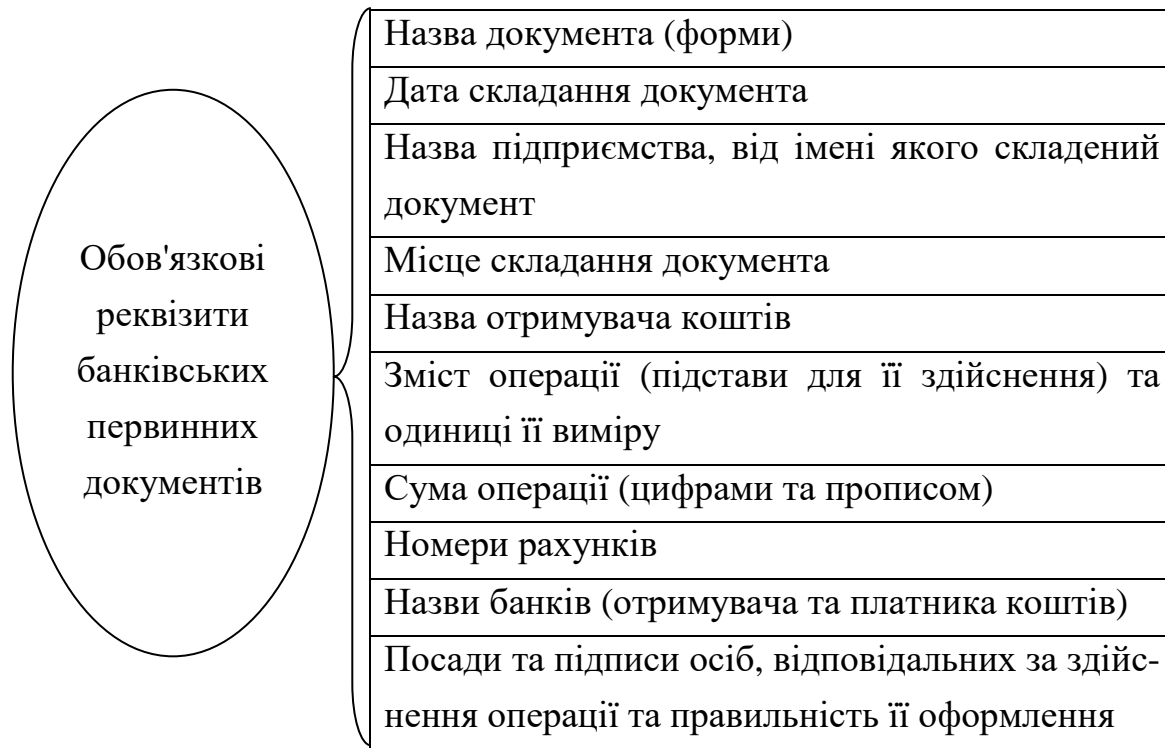 Обов'язкові
реквізити
банківських
первинних
документів
Назва документа (форми)
Дата складання документа
Назва підприємства, від імені якого складений
документ
Місце складання документа
Назва отримувача коштів
Зміст операції (підстави для її здійснення) та
одиниці її виміру
Сума операції (цифрами та прописом)
Номери рахунків
Назви банків (отримувача та платника коштів)
Посади та підписи осіб, відповідальних за здійс-
нення операції та правильність її оформлення